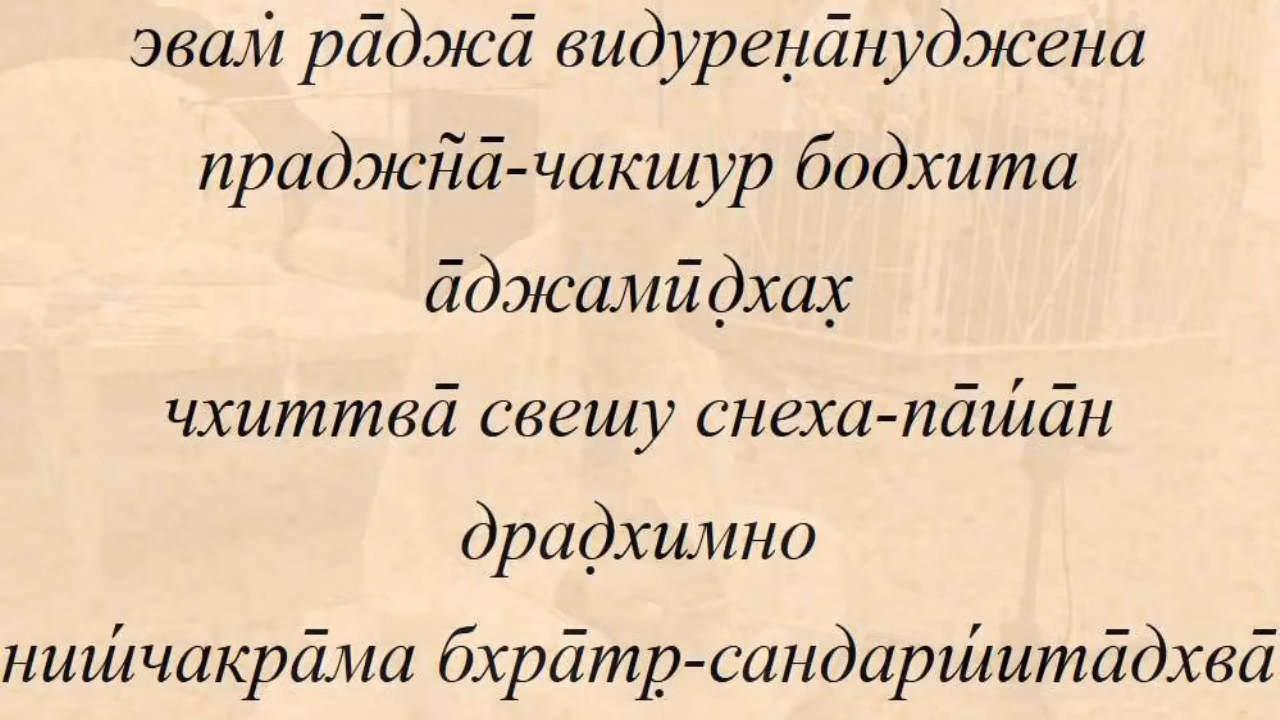 эвам̇ ра̄джа̄ видурен̣а̄нуджена
праджн̃а̄-чакшур бодхита
а̄джамӣд̣хах̣
чхиттва̄ свешу снеха-па̄ш́а̄н
драд̣химно
ниш́чакра̄ма бхра̄тр̣-сандарш́ита̄дхва̄